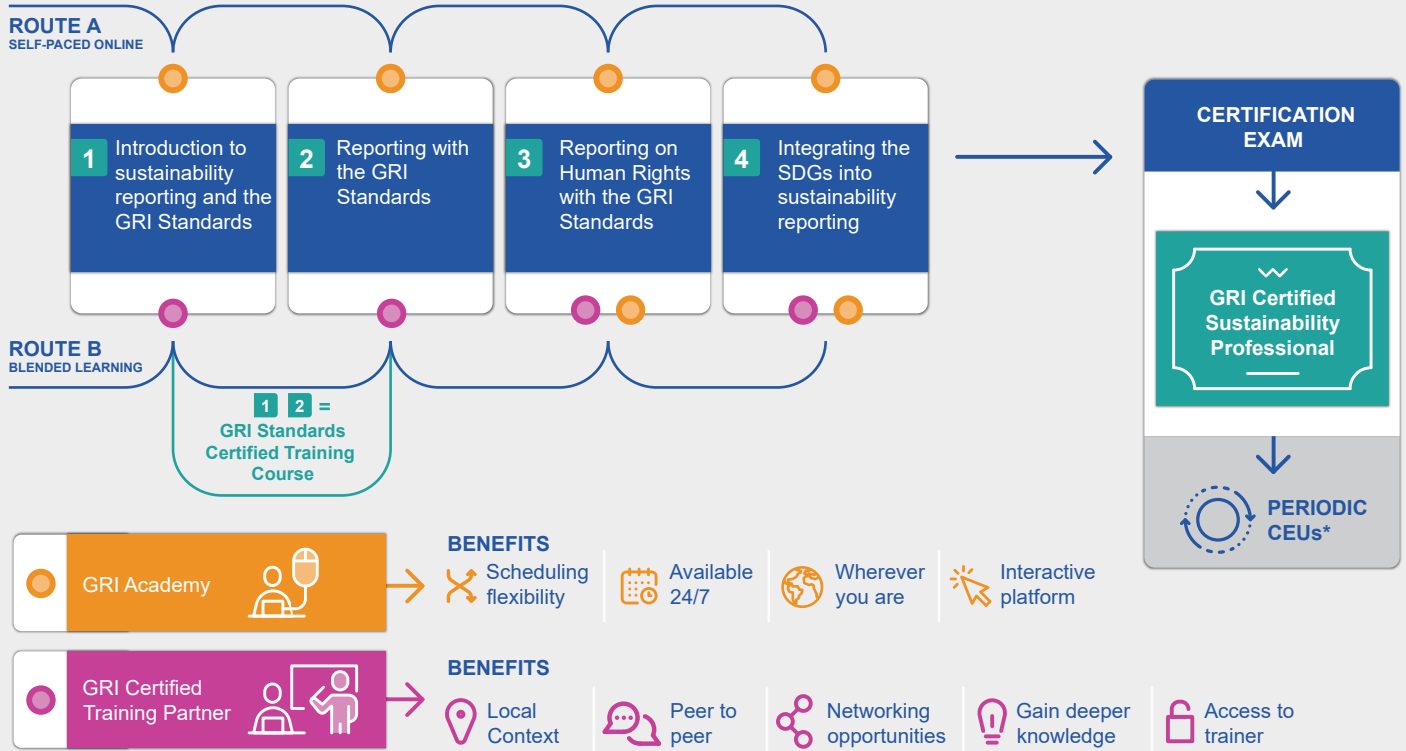 ROUTE A
SELF-PACED ONLINE
1
Introduction to
sustainability
reporting and the
GRI Standards
2
Reporting with
the GRI
Standards
3
Reporting on
Human Rights
with the GRI
Standards
4
Integrating the
SDGs into
sustainability
reporting
CERTIFICATION
EXAM
GRI Certified
Sustainability
Professional
PERIODIC
CEUs*
ROUTE B
BLENDED LEARNING
1 2 =
GRI Standards
Certified Training
Course
GRI Academy
BENEFITS
Scheduling
flexibility
Available
24/7
Wherever
you are
Interactive
platform
GRI Certified
Training Partner
BENEFITS
Local
Context
Peer to
peer
Networking
opportunities
Gain deeper
knowledge
Access to
trainer